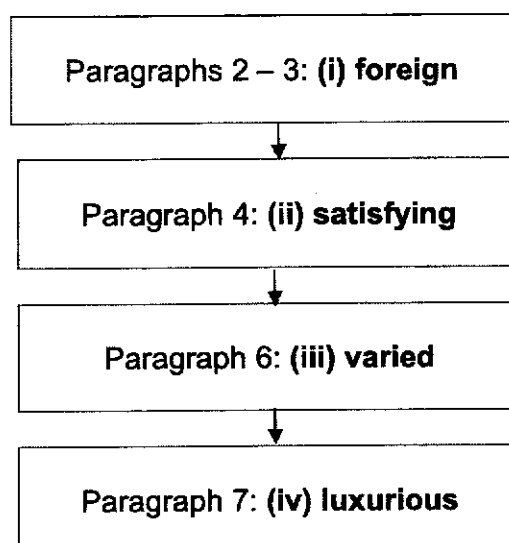 Paragraphs 2 – 3: (i) foreign
Paragraph 4: (ii) satisfying
Paragraph 6: (iii) varied
Paragraph 7: (iv) luxurious